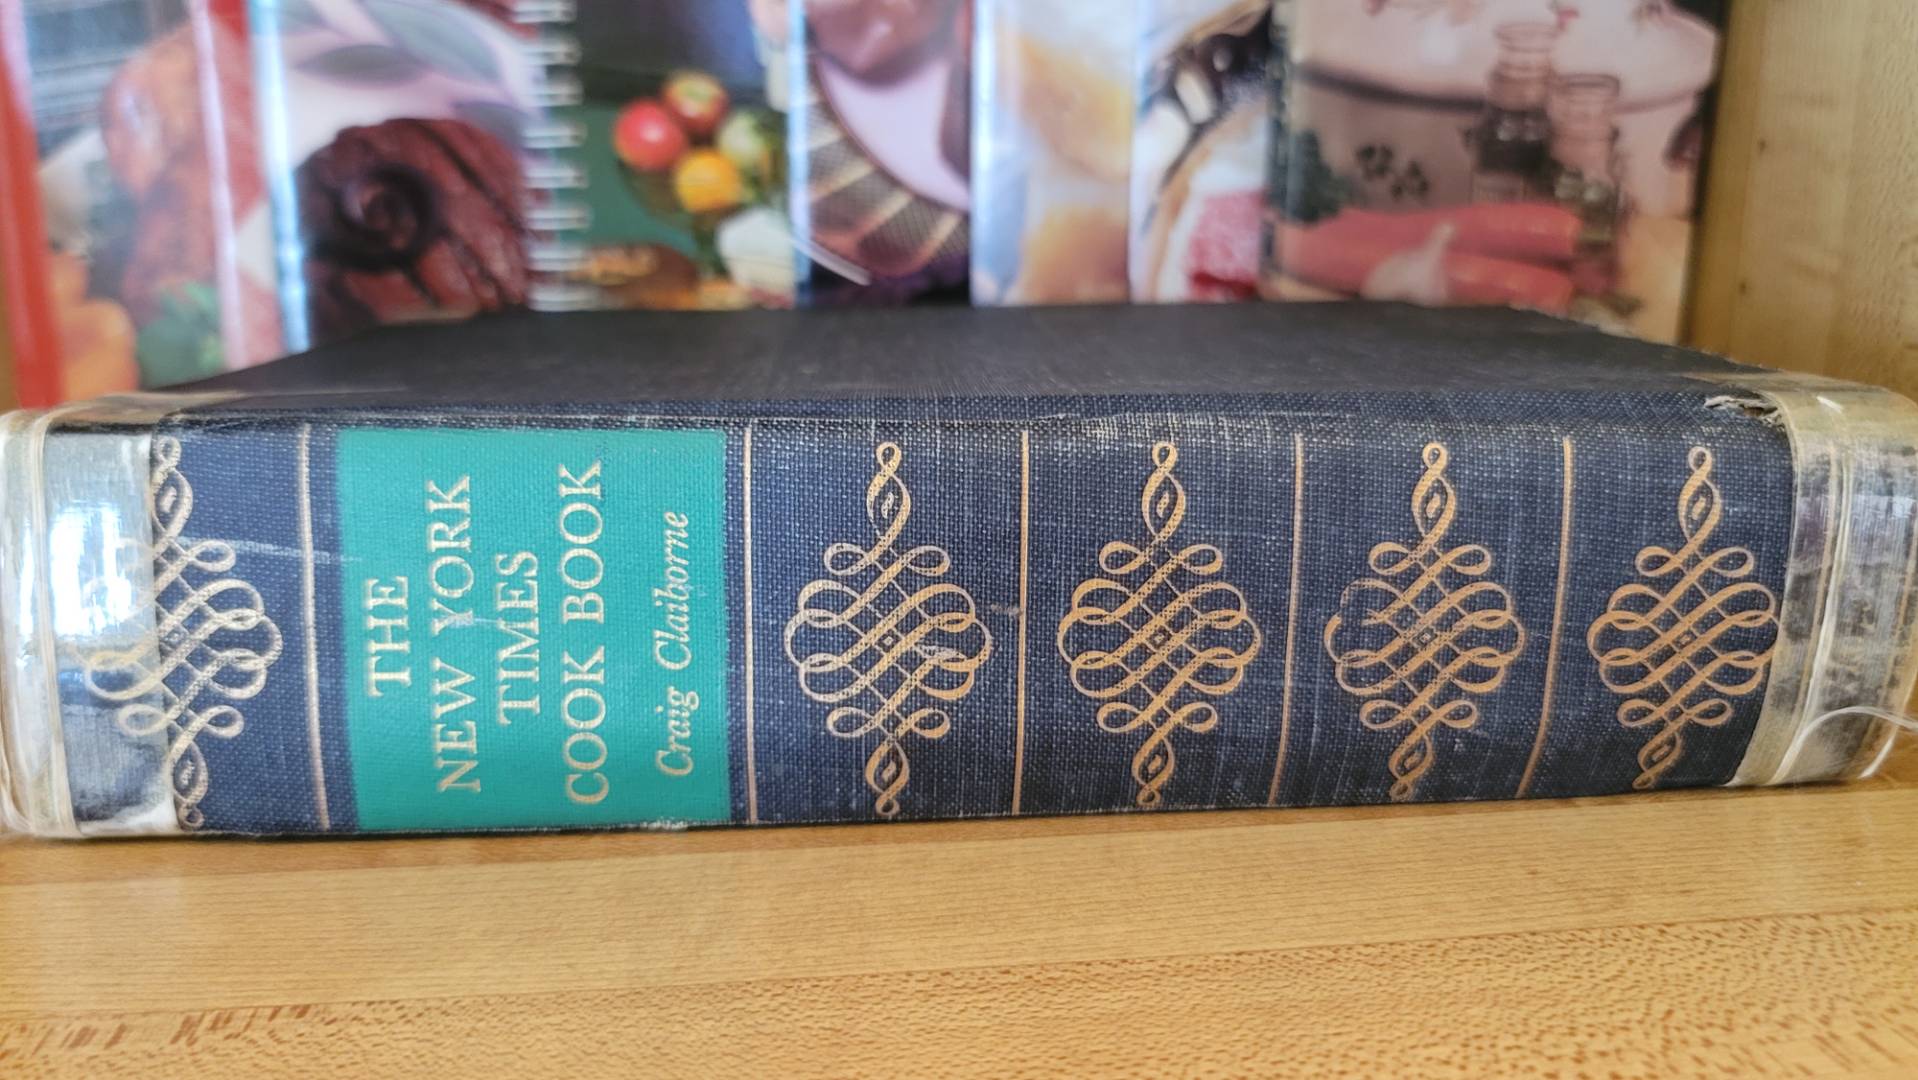 THE
NEW YORK
TIMES
COOK BOOK
Craig Claiborne